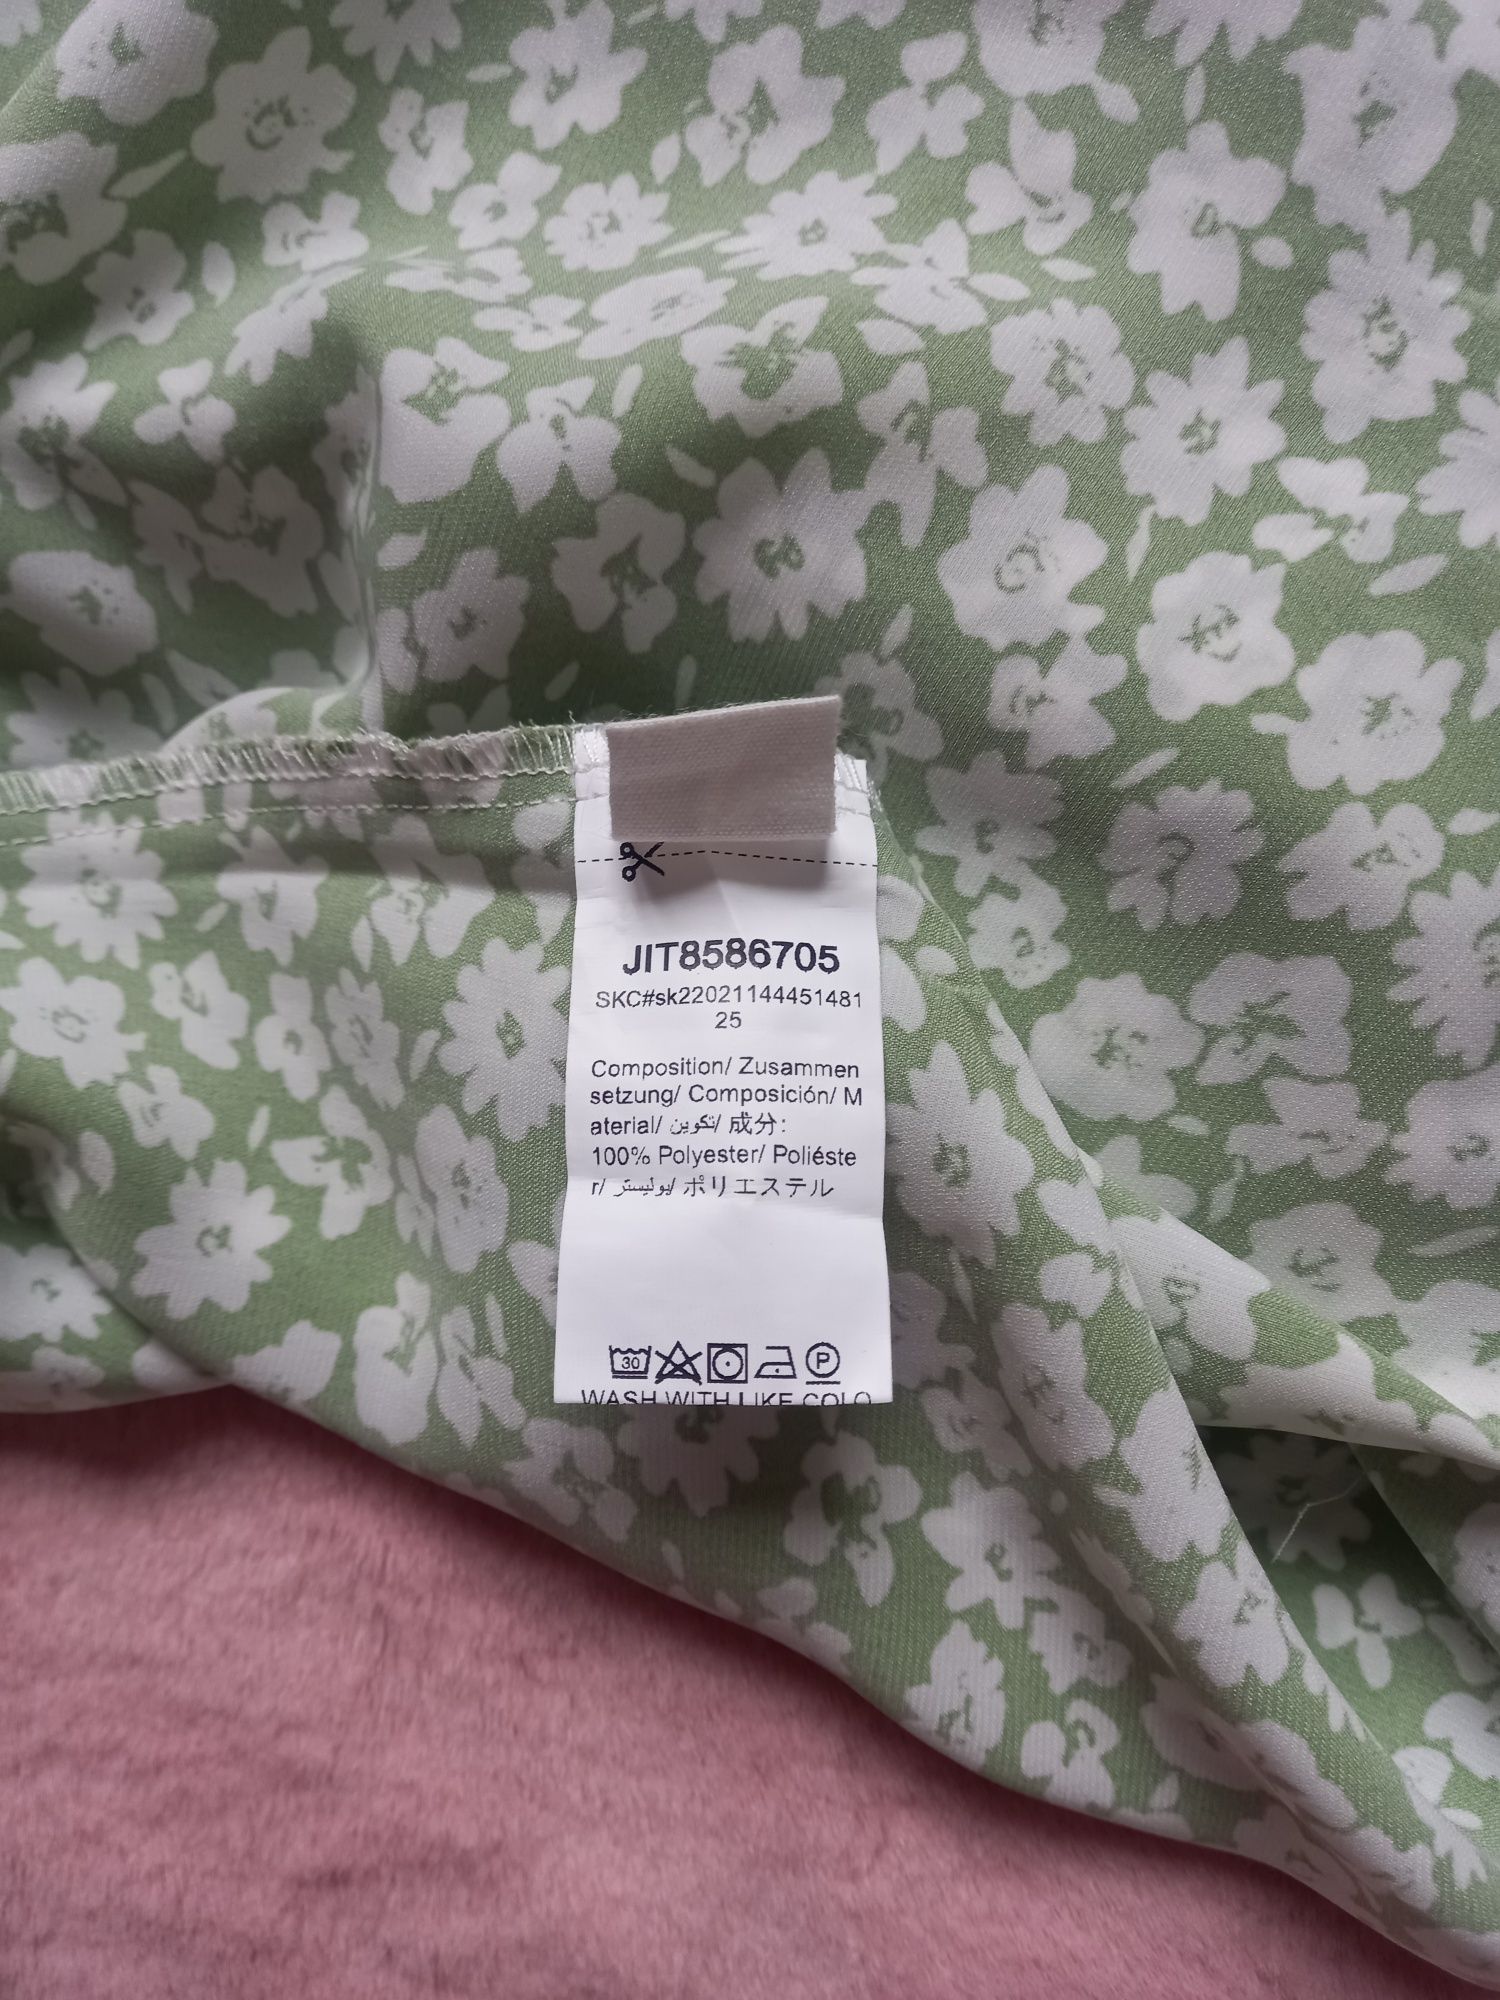 JIT8586705
SKC#sk22021144451481
25
Composition/ Zusammen
setzung/ Composición/ M
aterial/ تكوين/ 成分:
100% Polyester/ Poliéste
r/ بوليستر/ ポリエステル
30
P
WASH WITH LIKE COLO